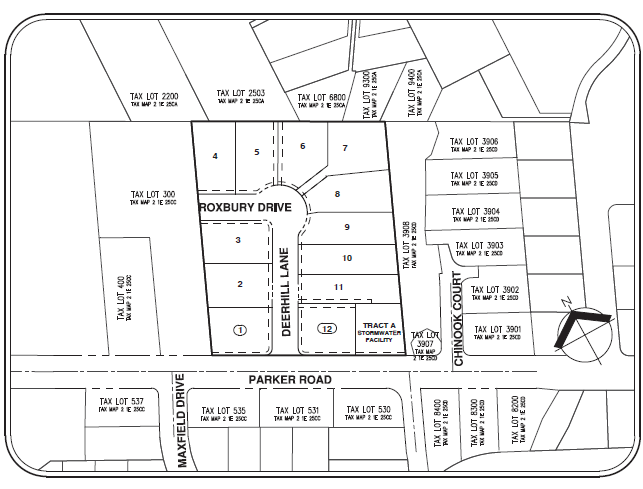 TAX LOT 2200
TAX MAP 2 1E 25CA
TAX LOT 2503
TAX MAP 2 1E 25CA
TAX LOT 6800
TAX MAP 2 1E 25CA
TAX LOT 9300
TAX MAP 2 1E 25CA
TAX LOT 9400
TAX MAP 2 1E 25CA
4
5
6
7
TAX LOT 3906
TAX MAP 2 1E 25CD
TAX LOT 3905
TAX MAP 2 1E 25CD
TAX LOT 300
TAX MAP 2 1E 25CC
8
ROXBURY DRIVE
TAX LOT 3904
TAX MAP 2 1E 25CD
9
3
TAX LOT 3908
TAX MAP 2 1E 25CD
TAX LOT 3903
TAX MAP 2 1E 25CD
10
DEERHILL LANE
2
11
TAX LOT 400
TAX MAP 2 1E 25CC
CHINOOK COURT
TAX LOT 3902
TAX MAP 2 1E 25CD
N
1
12
TRACT A
STORMWATER
FACILITY
TAX LOT
3907
TAX MAP
2 1E 25CD
TAX LOT 3901
TAX MAP 2 1E 25CD
PARKER ROAD
MAXFIELD DRIVE
TAX LOT 537
TAX MAP 2 1E 25CC
TAX LOT 535
TAX MAP 2 1E 25CC
TAX LOT 531
TAX MAP 2 1E 25CC
TAX LOT 530
TAX MAP 2 1E 25CC
TAX LOT 8400
TAX MAP 2 1E 25CD
TAX LOT 8300
TAX MAP 2 1E 25CD
TAX LOT 8200
TAX MAP 2 1E 25CD